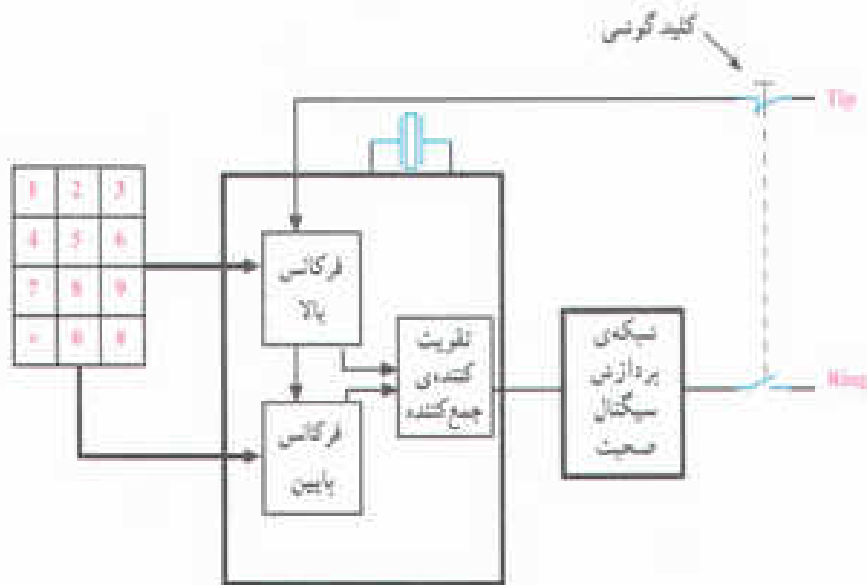 کلید گوشی
Tip
1 2 3
4 5 6
7 8 9
* 0 #
فرکانس
بالا
تقویت
کننده‌ی
جمع‌کننده
فرکانس
پایین
شبکه‌ی
پردازش
سیگنال
صحبت
Ring